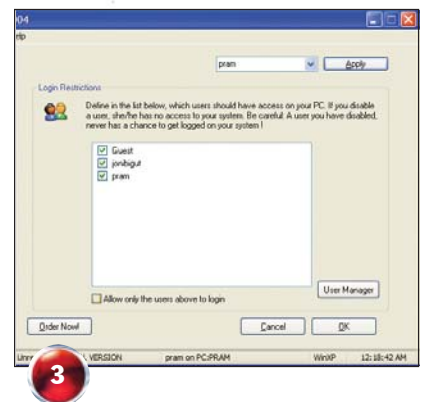 04
pram
Apply
Login Restrictions
Define in the list below, which users should have access on your PC. If you disable
a user, she/he has no access to your system. Be careful. A user you have disabled,
never has a chance to get logged on your system !
Guest
jonibigut
pram
User Manager
Allow only the users above to login
Order Now!
Cancel
OK
VERSION
pram on PC:PRAM
WinXP
12:18:42 AM
3